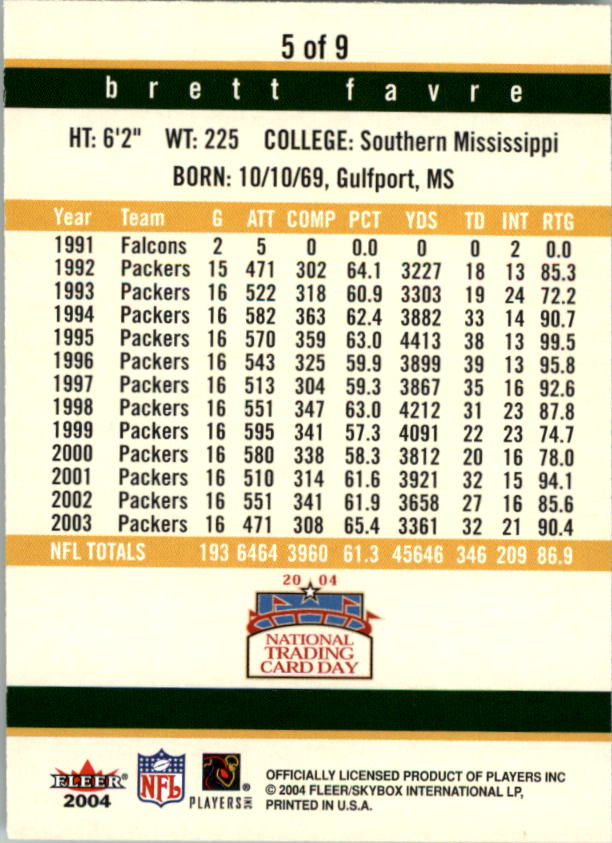 5 of 9
brett favre
HT: 6'2" WT: 225 COLLEGE: Southern Mississippi
BORN: 10/10/69, Gulfport, MS
Year Team G ATT COMP PCT YDS TD INT RTG
1991 Falcons 2 5 0 0.0 0 0 2 0.0
1992 Packers 15 471 302 64.1 3227 18 13 85.3
1993 Packers 16 522 318 60.9 3303 19 24 72.2
1994 Packers 16 582 363 62.4 3882 33 14 90.7
1995 Packers 16 570 359 63.0 4413 38 13 99.5
1996 Packers 16 543 325 59.9 3899 39 13 95.8
1997 Packers 16 513 304 59.3 3867 35 16 92.6
1998 Packers 16 551 347 63.0 4212 31 23 87.8
1999 Packers 16 595 341 57.3 4091 22 23 74.7
2000 Packers 16 580 338 58.3 3812 20 16 78.0
2001 Packers 16 510 314 61.6 3921 32 15 94.1
2002 Packers 16 551 341 61.9 3658 27 16 85.6
2003 Packers 16 471 308 65.4 3361 32 21 90.4
NFL TOTALS 193 6464 3960 61.3 45646 346 209 86.9
20 04
NATIONAL
TRADING
CARD DAY
FLEER®
2004
NFL
®
PLAYERS INC
OFFICIALLY LICENSED PRODUCT OF PLAYERS INC
© 2004 FLEER/SKYBOX INTERNATIONAL LP,
PRINTED IN U.S.A.